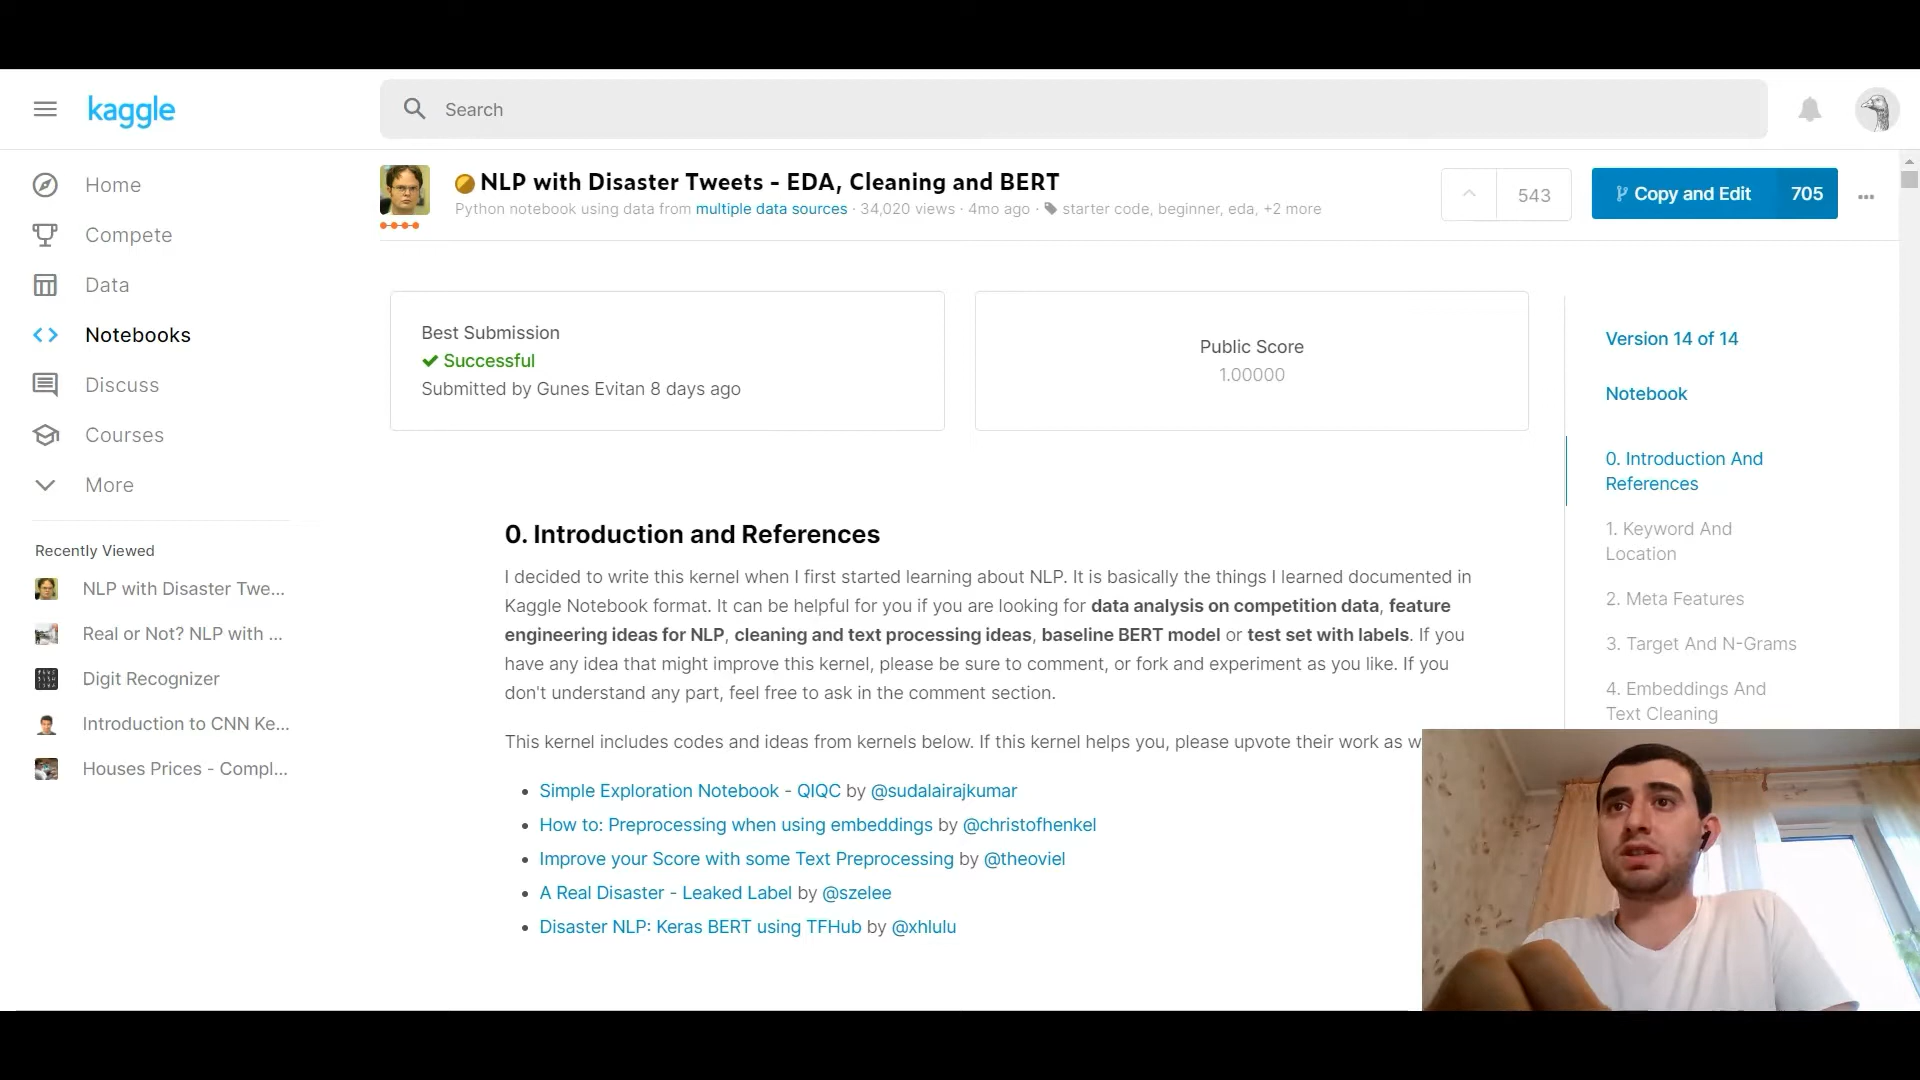 kaggle
Search
Home
Compete
Data
Notebooks
Discuss
Courses
More
Recently Viewed
NLP with Disaster Twe...
Real or Not? NLP with ...
Digit Recognizer
Introduction to CNN Ke...
Houses Prices - Compl...
NLP with Disaster Tweets - EDA, Cleaning and BERT
Python notebook using data from multiple data sources · 34,020 views · 4mo ago · starter code, beginner, eda, +2 more
543
Copy and Edit 705
Best Submission
Successful
Submitted by Gunes Evitan 8 days ago
Public Score
1.00000
0. Introduction and References
I decided to write this kernel when I first started learning about NLP. It is basically the things I learned documented in
Kaggle Notebook format. It can be helpful for you if you are looking for data analysis on competition data, feature
engineering ideas for NLP, cleaning and text processing ideas, baseline BERT model or test set with labels. If you
have any idea that might improve this kernel, please be sure to comment, or fork and experiment as you like. If you
don't understand any part, feel free to ask in the comment section.
This kernel includes codes and ideas from kernels below. If this kernel helps you, please upvote their work as w
• Simple Exploration Notebook - QIQC by @sudalairajkumar
• How to: Preprocessing when using embeddings by @christofhenkel
• Improve your Score with some Text Preprocessing by @theoviel
• A Real Disaster - Leaked Label by @szelee
• Disaster NLP: Keras BERT using TFHub by @xhlulu
Version 14 of 14
Notebook
0. Introduction And
References
1. Keyword And
Location
2. Meta Features
3. Target And N-Grams
4. Embeddings And
Text Cleaning